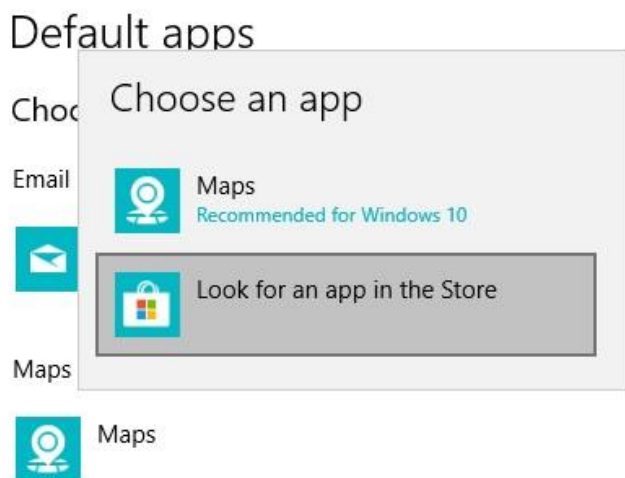 Default apps
Choose an app
Email
Maps
Recommended for Windows 10
Look for an app in the Store
Maps
Maps